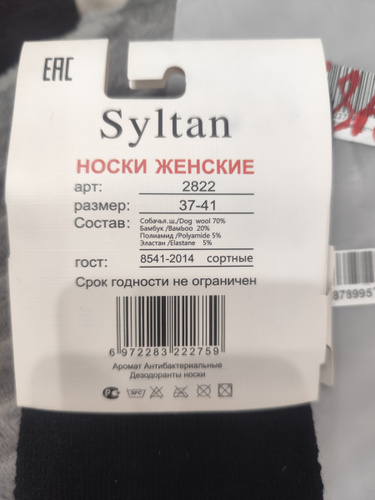 EAC
Syltan
НОСКИ ЖЕНСКИЕ
арт: 2822
размер: 37-41
Состав: Собачья.ш./Dog wool 70%
Бамбук /Bamboo 20%
Полиамид /Polyamide 5%
Эластан /Elastane 5%
гост: 8541-2014 сортные
Срок годности не ограничен
6 972283 222759
Аромат Антибактериальные
Дезодоранты носки
878995